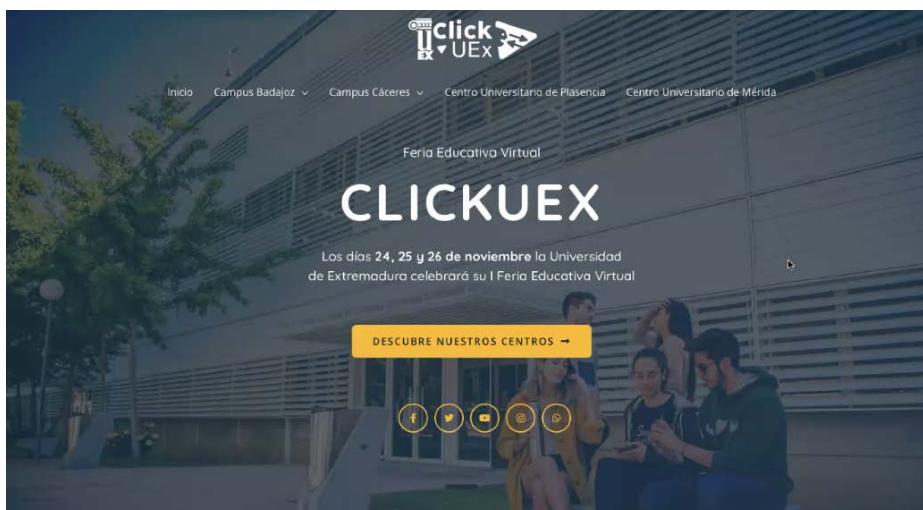 Click
UEx
UEX
Inicio Campus Badajoz Campus Cáceres Centro Universitario de Plasencia Centro Universitario de Mérida
Feria Educativa Virtual
CLICKUEX
Los días 24, 25 y 26 de noviembre la Universidad
de Extremadura celebrará su I Feria Educativa Virtual
DESCUBRE NUESTROS CENTROS →